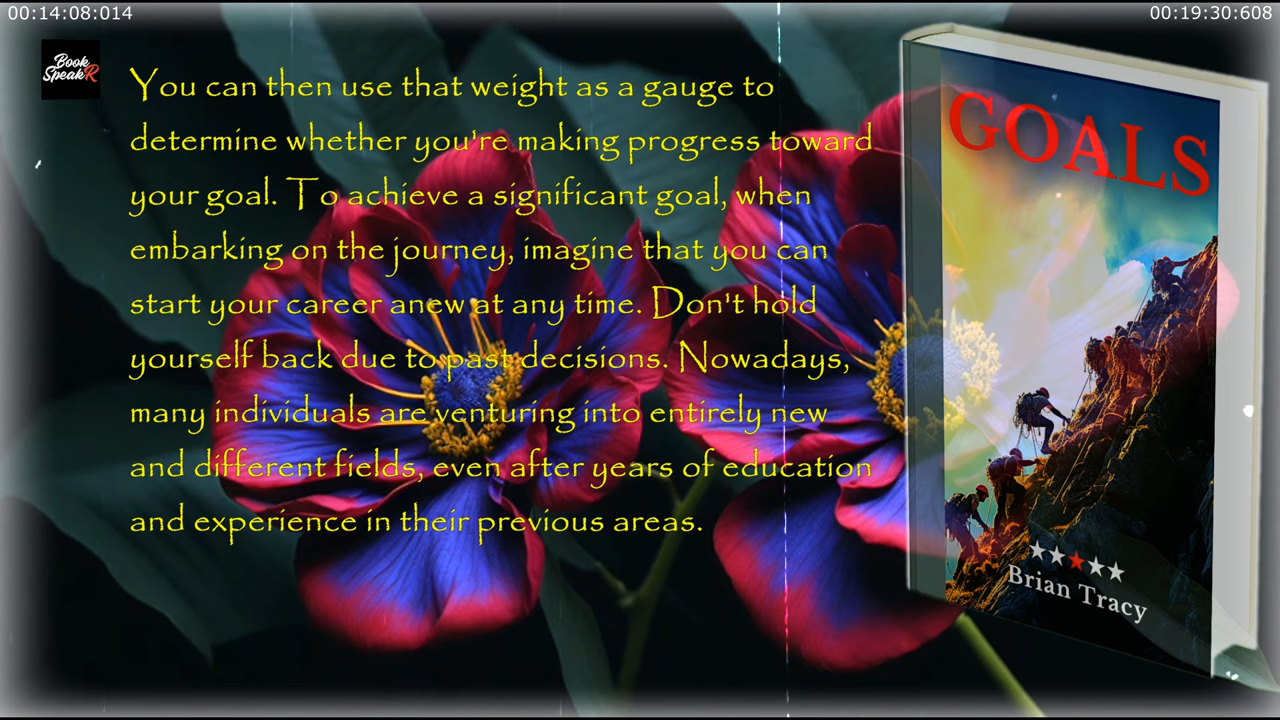 00:14:08:014
00:19:30:608
Book
SpeakR
You can then use that weight as a gauge to
determine whether you're making progress toward
your goal. To achieve a significant goal, when
embarking on the journey, imagine that you can
start your career anew at any time. Don't hold
yourself back due to past decisions. Nowadays,
many individuals are venturing into entirely new
and different fields, even after years of education
and experience in their previous areas.
GOALS
Brian Tracy